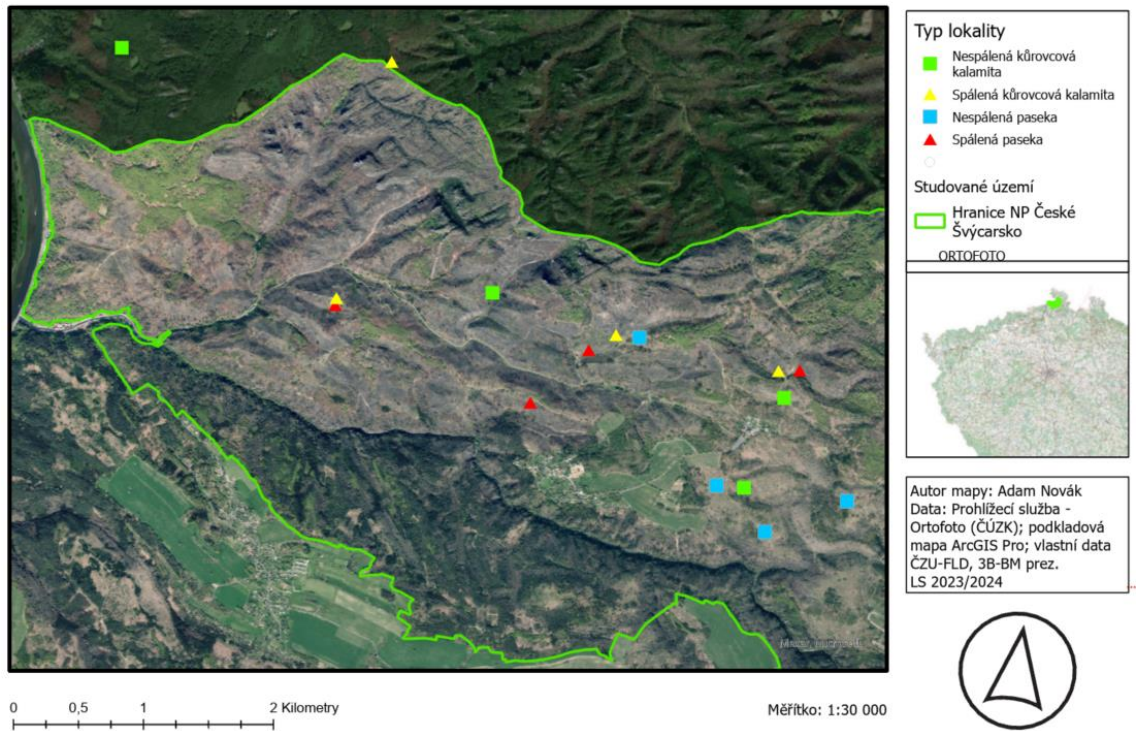 Typ lokality
Nespálená kůrovcová
kalamita
Spálená kůrovcová kalamita
Nespálená paseka
Spálená paseka
Studované území
Hranice NP České
Švýcarsko
ORTOFOTO
Autor mapy: Adam Novák
Data: Prohlížecí služba -
Ortofoto (ČÚZK); podkladová
mapa ArcGIS Pro; vlastní data
ČZU-FLD, 3B-BM prez.
LS 2023/2024
0 0,5 1 2 Kilometry
Měřítko: 1:30 000